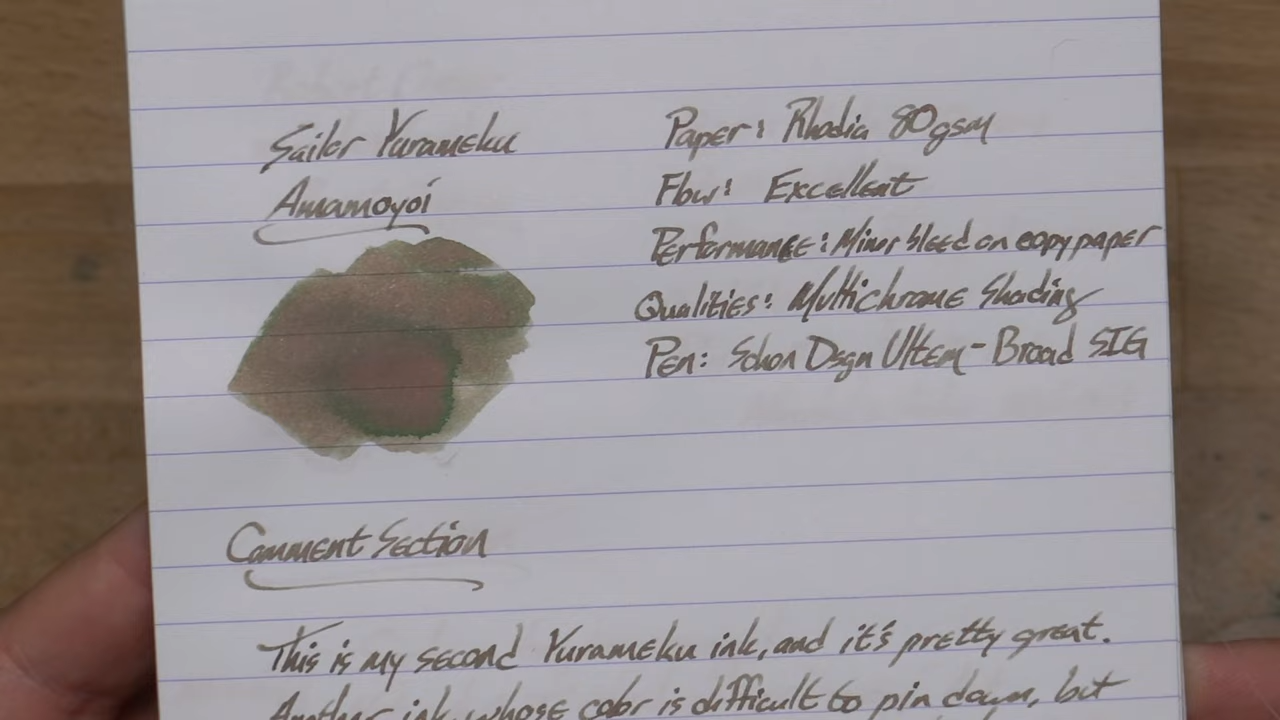 Sailor Yurameku
Amamoyoi
Paper: Rhodia 80gsm
Flow: Excellent
Performance: Minor bleed on copy paper
Qualities: Multichrome Shading
Pen: Schon Dsgn Ultem - Broad SIG
Comment Section
This is my second Yurameku ink, and it's pretty great.
Another ink whose color is difficult to pin down, but